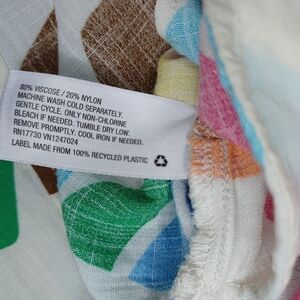 80% VISCOSE / 20% NYLON
MACHINE WASH COLD SEPARATELY.
GENTLE CYCLE. ONLY NON-CHLORINE
BLEACH IF NEEDED. TUMBLE DRY LOW.
REMOVE PROMPTLY. COOL IRON IF NEEDED.
RN17730 VN1247024
LABEL MADE FROM 100% RECYCLED PLASTIC